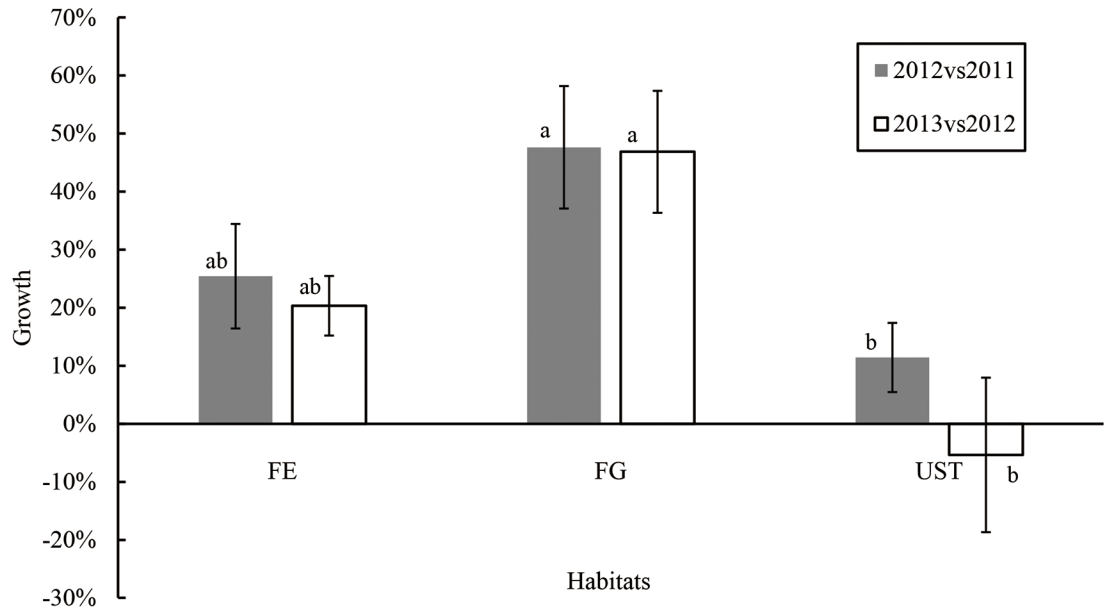 70%
60%
50%
40%
30%
20%
10%
0%
-10%
-20%
-30%
Growth
2012vs2011
2013vs2012
ab
ab
a
a
b
b
FE
FG
UST
Habitats